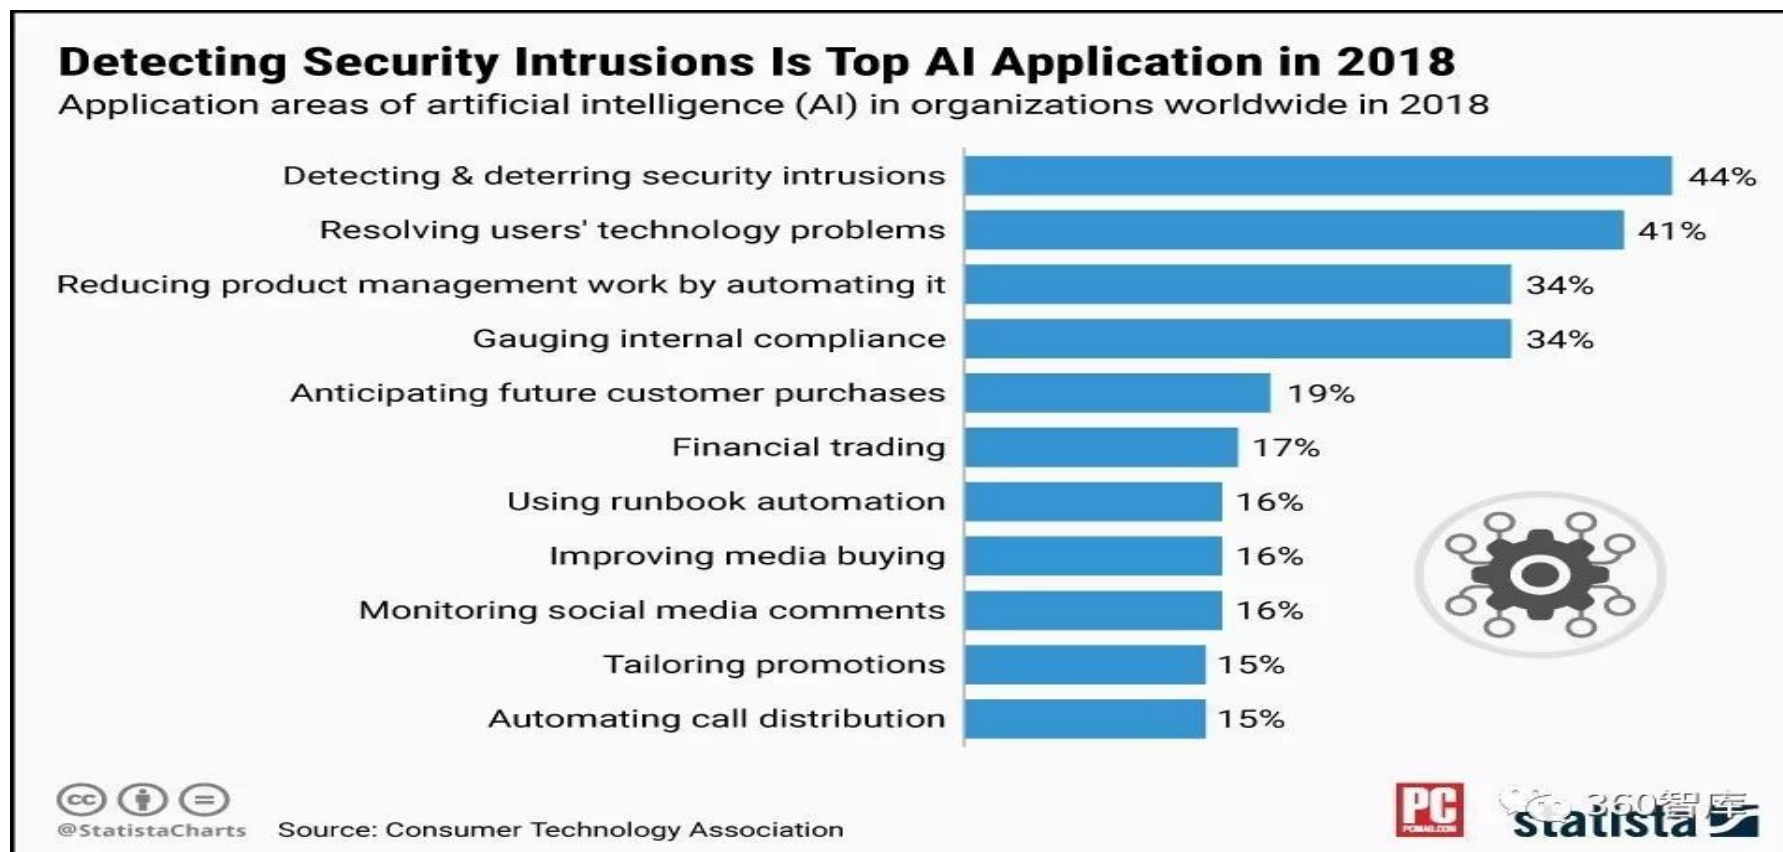 Detecting Security Intrusions Is Top AI Application in 2018
Application areas of artificial intelligence (AI) in organizations worldwide in 2018
Detecting & deterring security intrusions 44%
Resolving users' technology problems 41%
Reducing product management work by automating it 34%
Gauging internal compliance 34%
Anticipating future customer purchases 19%
Financial trading 17%
Using runbook automation 16%
Improving media buying 16%
Monitoring social media comments 16%
Tailoring promotions 15%
Automating call distribution 15%
cc
@StatistaCharts Source: Consumer Technology Association
PC
PCMAG.COM
360智库
statista